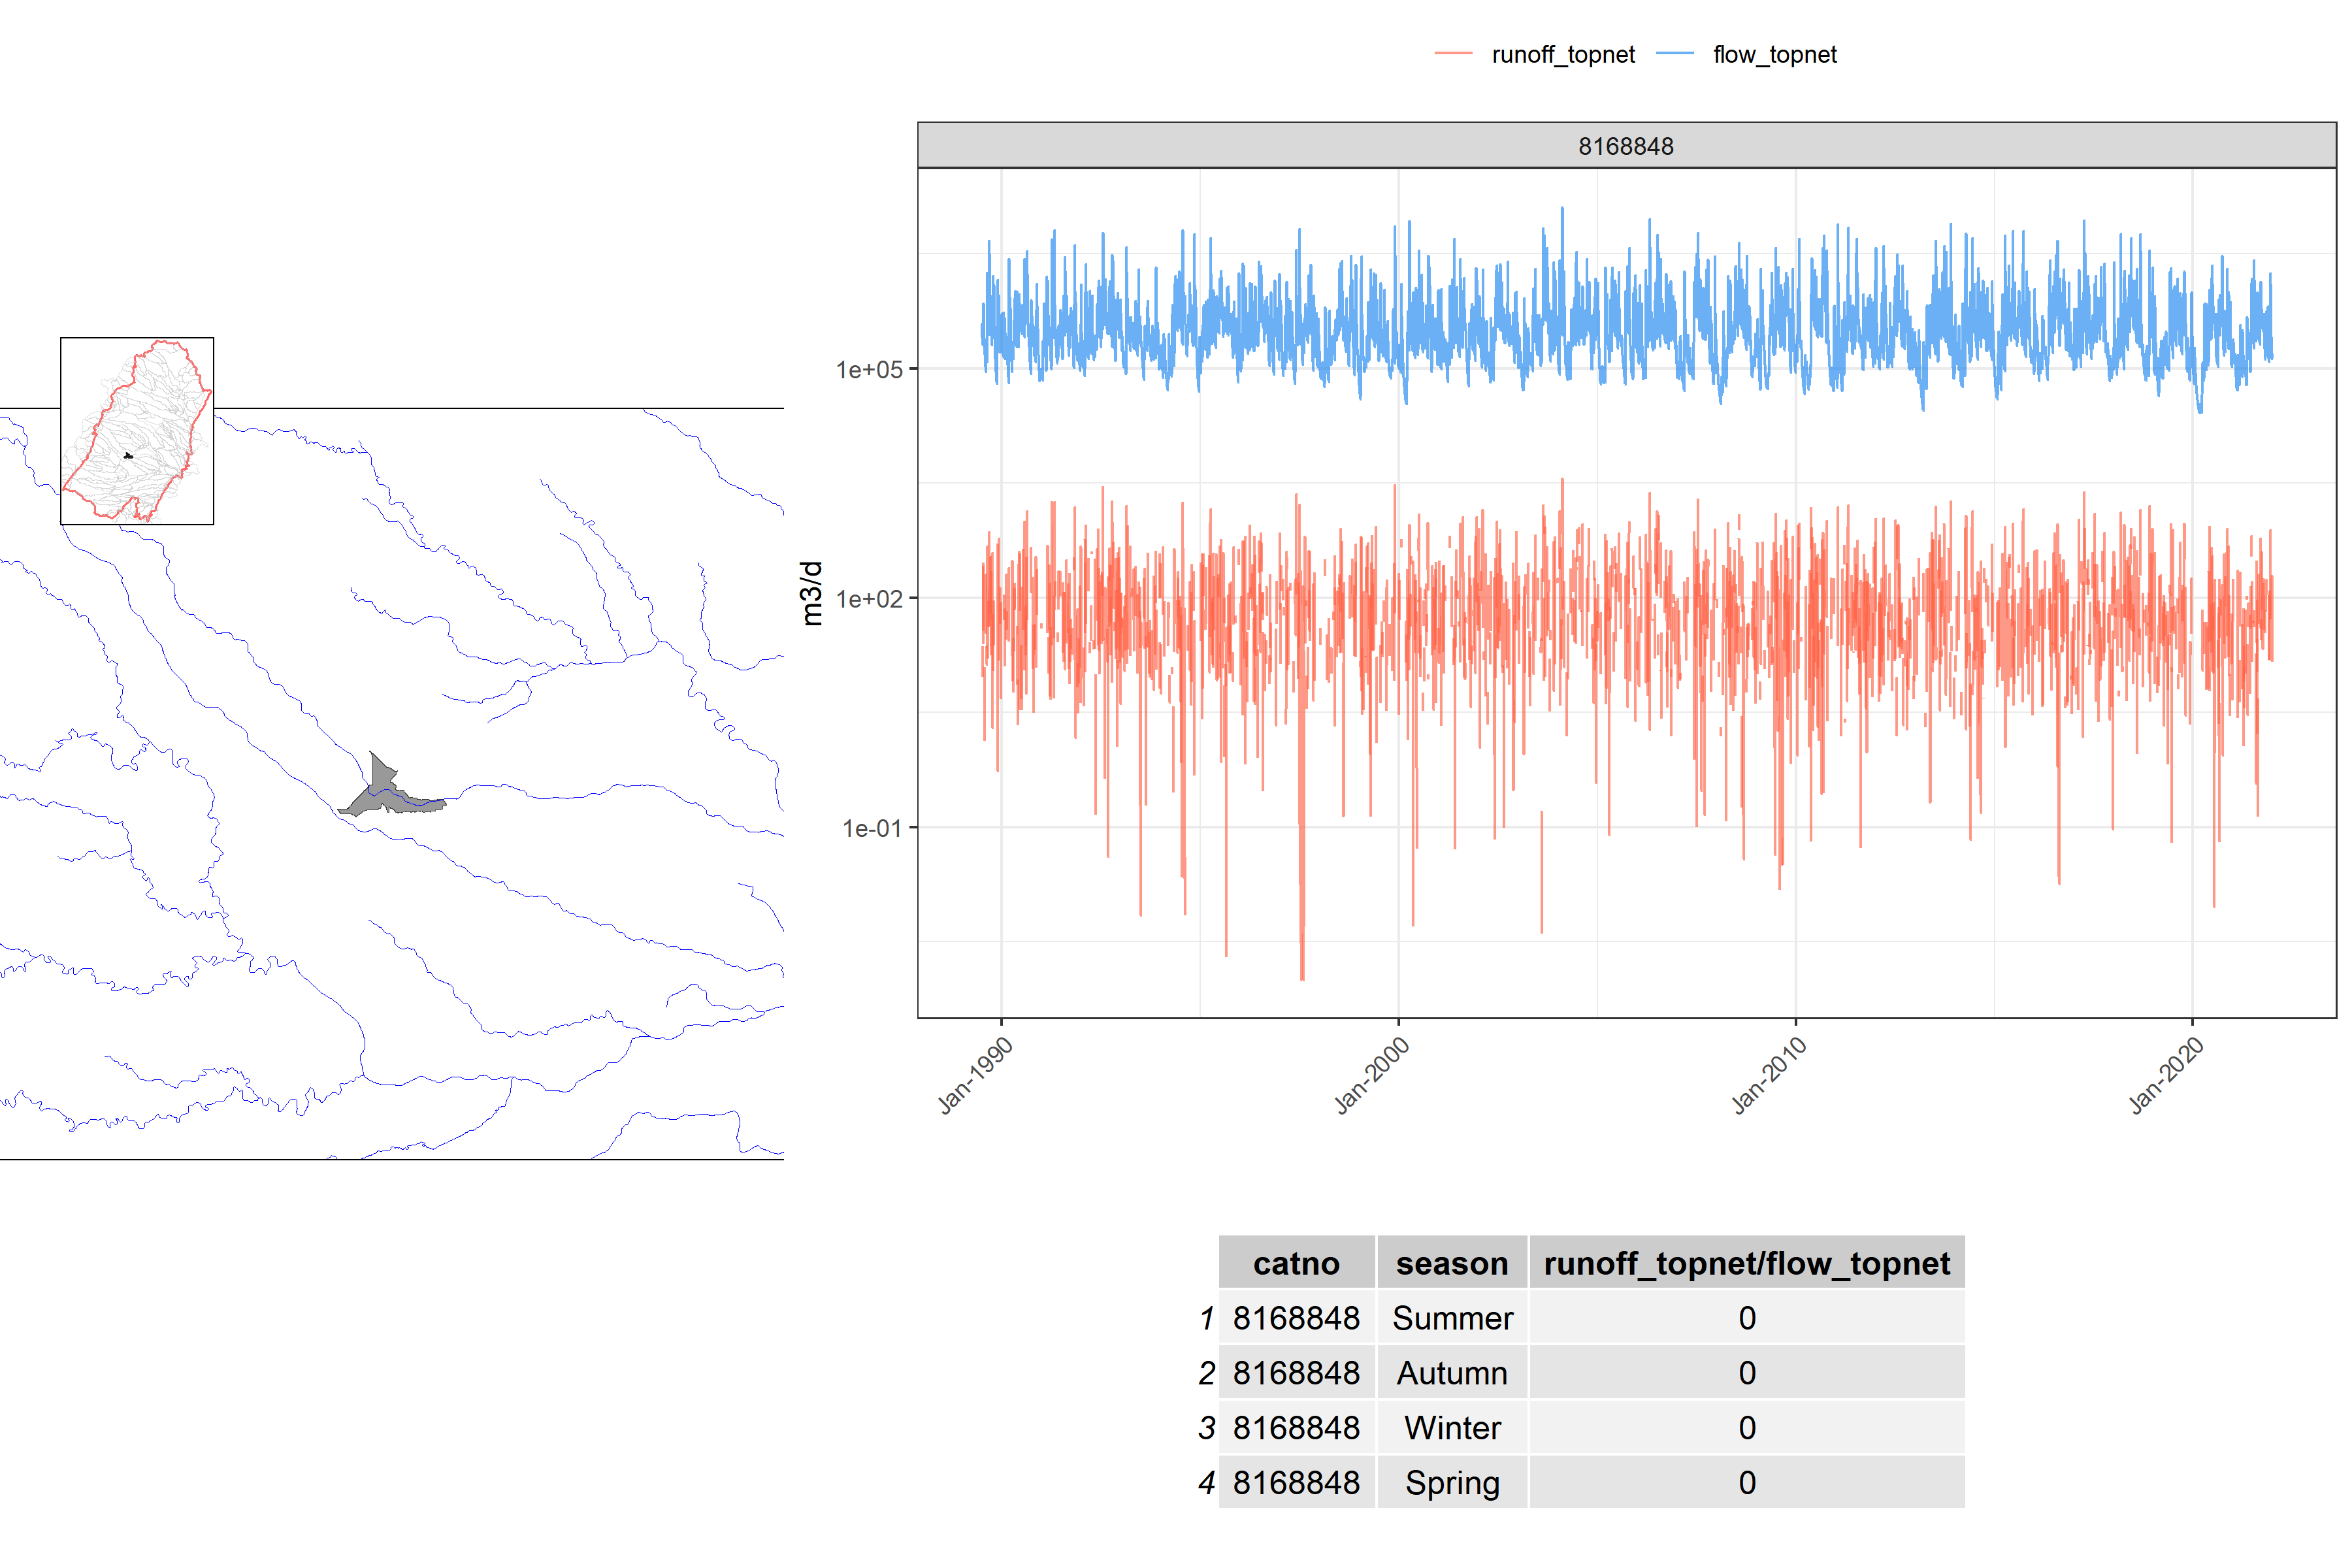 runoff_topnet flow_topnet
8168848
1e+05
1e+02
1e-01
m3/d
Jan-1990 Jan-2000 Jan-2010 Jan-2020
catno season runoff_topnet/flow_topnet
1 8168848 Summer 0
2 8168848 Autumn 0
3 8168848 Winter 0
4 8168848 Spring 0